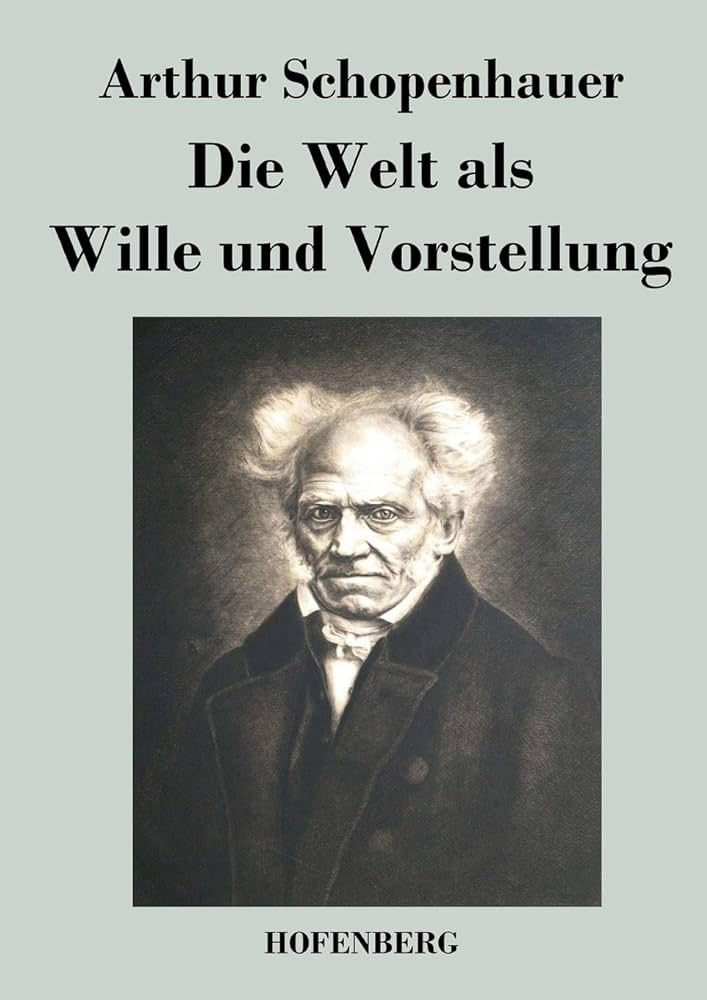 Arthur Schopenhauer
Die Welt als
Wille und Vorstellung
HOFENBERG